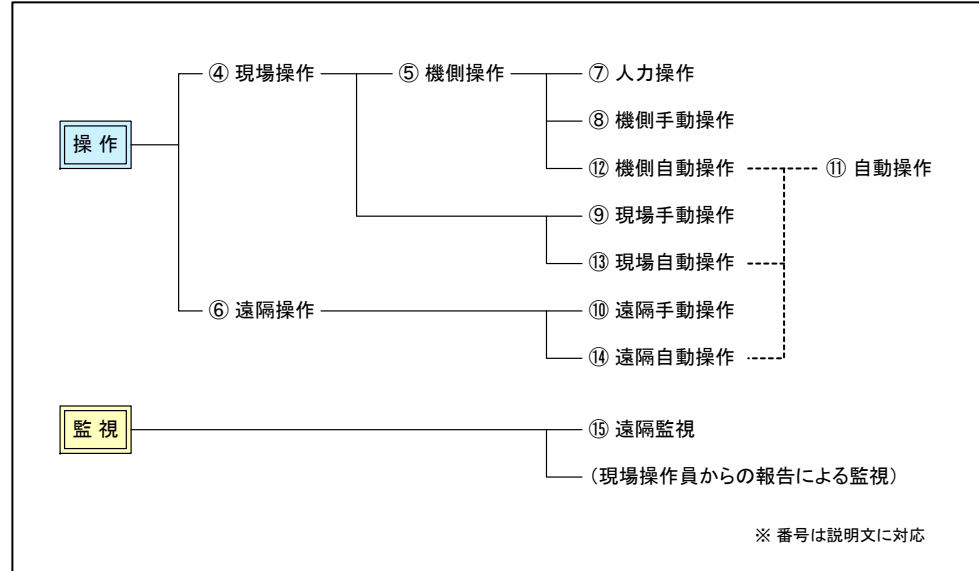 ④ 現場操作 ⑤ 機側操作 ⑦ 人力操作
⑧ 機側手動操作
操 作
⑫ 機側自動操作 ⑪ 自動操作
⑨ 現場手動操作
⑬ 現場自動操作
⑥ 遠隔操作 ⑩ 遠隔手動操作
⑭ 遠隔自動操作
監 視 ⑮ 遠隔監視
(現場操作員からの報告による監視)
※ 番号は説明文に対応